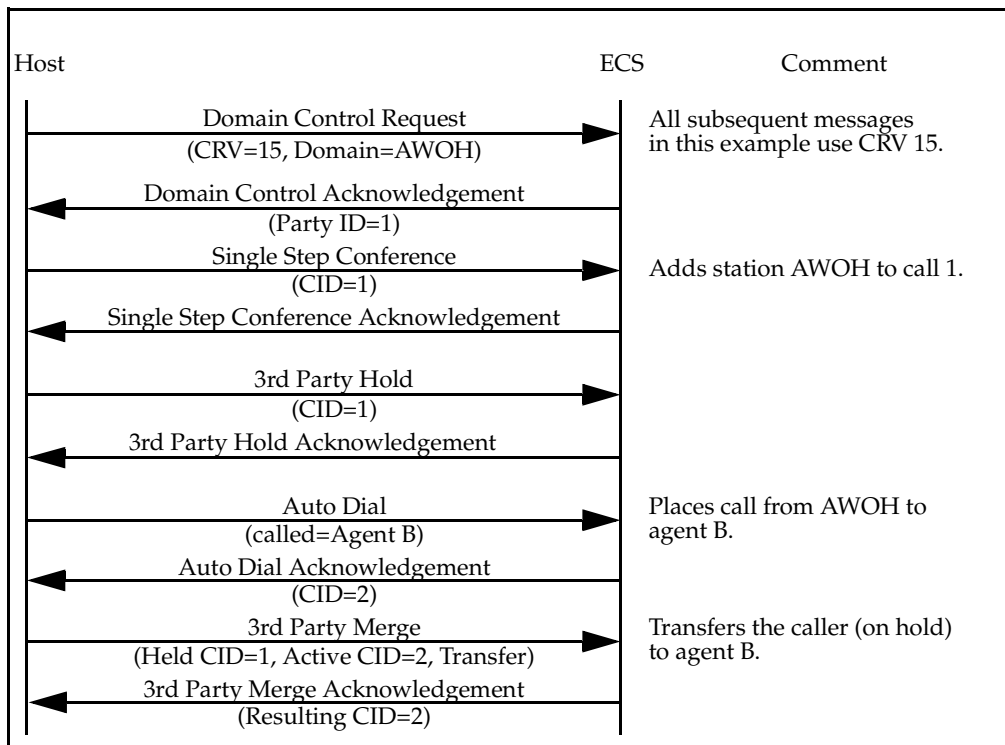 Host ECS Comment
Domain Control Request
(CRV=15, Domain=AWOH)
All subsequent messages
in this example use CRV 15.
Domain Control Acknowledgement
(Party ID=1)
Single Step Conference
(CID=1)
Adds station AWOH to call 1.
Single Step Conference Acknowledgement
3rd Party Hold
(CID=1)
3rd Party Hold Acknowledgement
Auto Dial
(called=Agent B)
Places call from AWOH to
agent B.
Auto Dial Acknowledgement
(CID=2)
3rd Party Merge
(Held CID=1, Active CID=2, Transfer)
Transfers the caller (on hold)
to agent B.
3rd Party Merge Acknowledgement
(Resulting CID=2)